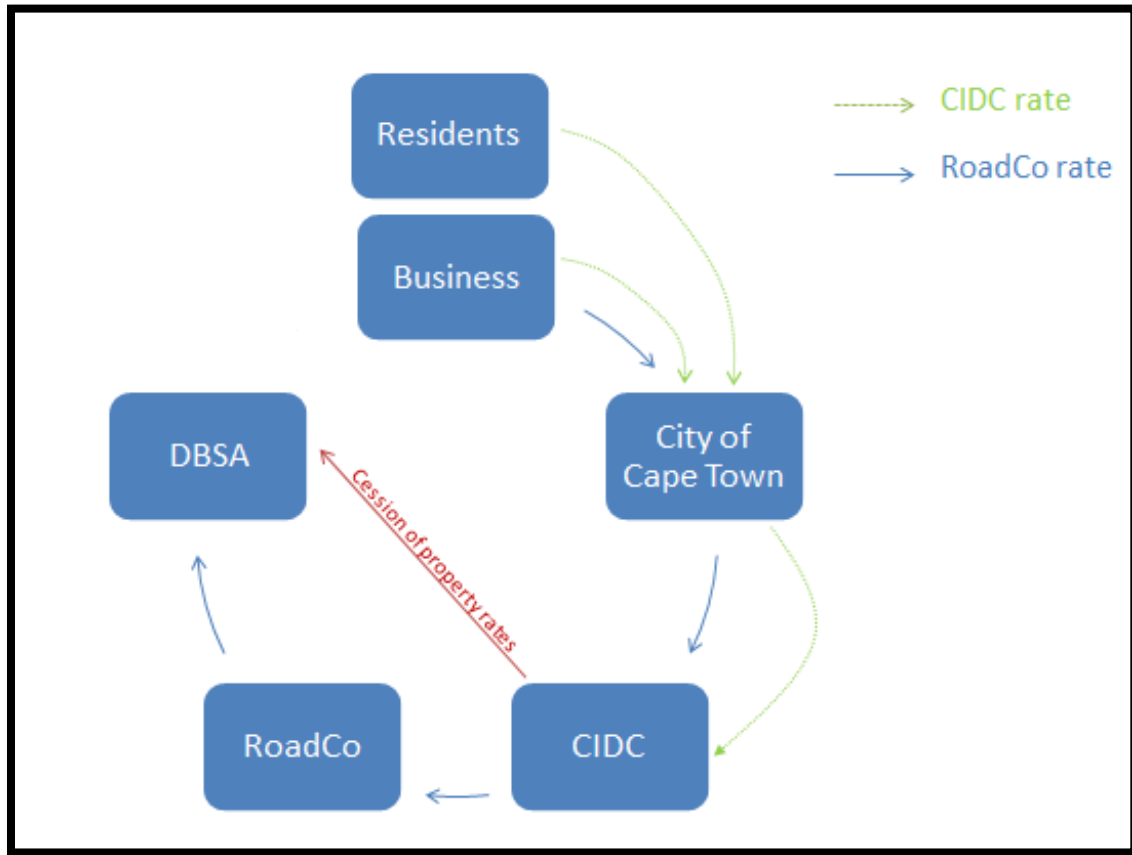 Residents
CIDC rate
RoadCo rate
Business
DBSA
City of
Cape Town
Cession of property rates
RoadCo
CIDC